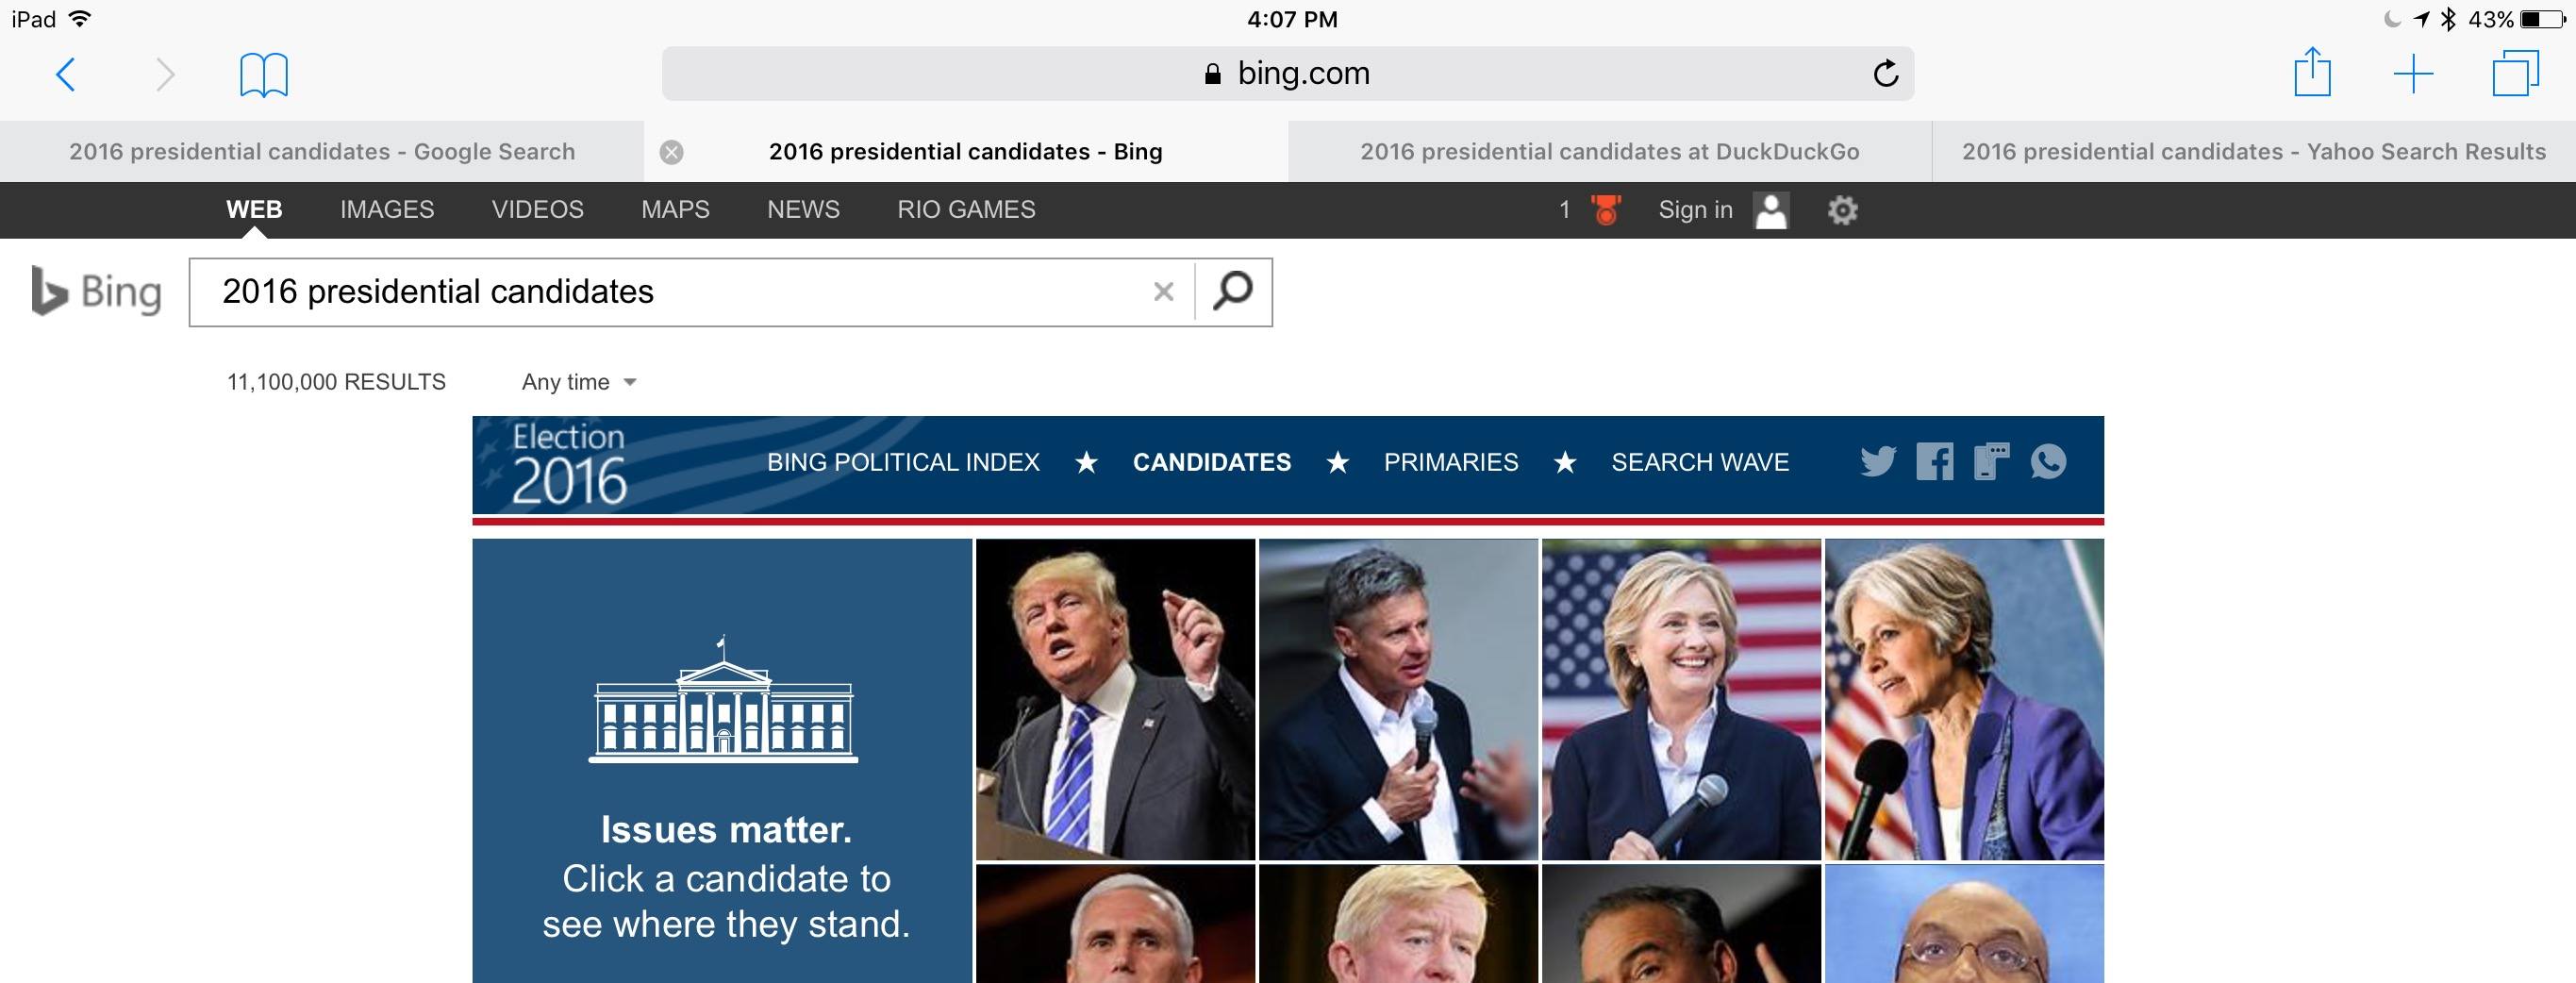 iPad 4:07 PM 43%
bing.com
2016 presidential candidates - Google Search
2016 presidential candidates - Bing
2016 presidential candidates at DuckDuckGo
2016 presidential candidates - Yahoo Search Results
WEB IMAGES VIDEOS MAPS NEWS RIO GAMES 1 Sign in
Bing 2016 presidential candidates
11,100,000 RESULTS Any time
Election
2016
BING POLITICAL INDEX ★ CANDIDATES ★ PRIMARIES ★ SEARCH WAVE
Issues matter.
Click a candidate to
see where they stand.